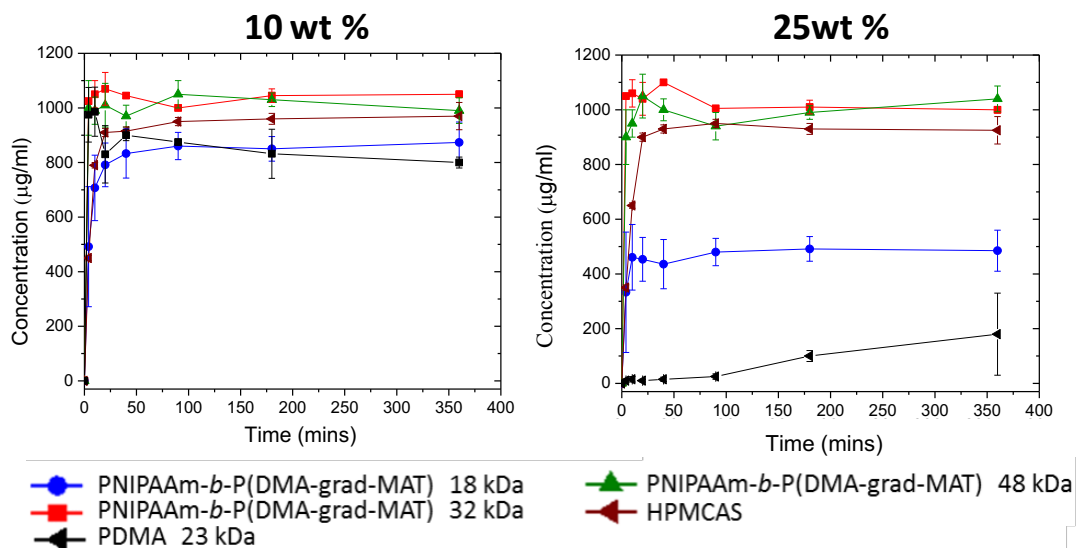 10 wt %
25wt %
Concentration (μg/ml)
1200
1000
800
600
400
200
0
0 50 100 150 200 250 300 350 400
Time (mins)
Concentration (μg/ml)
1200
1000
800
600
400
200
0
0 50 100 150 200 250 300 350 400
Time (mins)
PNIPAAm-b-P(DMA-grad-MAT) 18 kDa
PNIPAAm-b-P(DMA-grad-MAT) 32 kDa
PDMA 23 kDa
PNIPAAm-b-P(DMA-grad-MAT) 48 kDa
HPMCAS